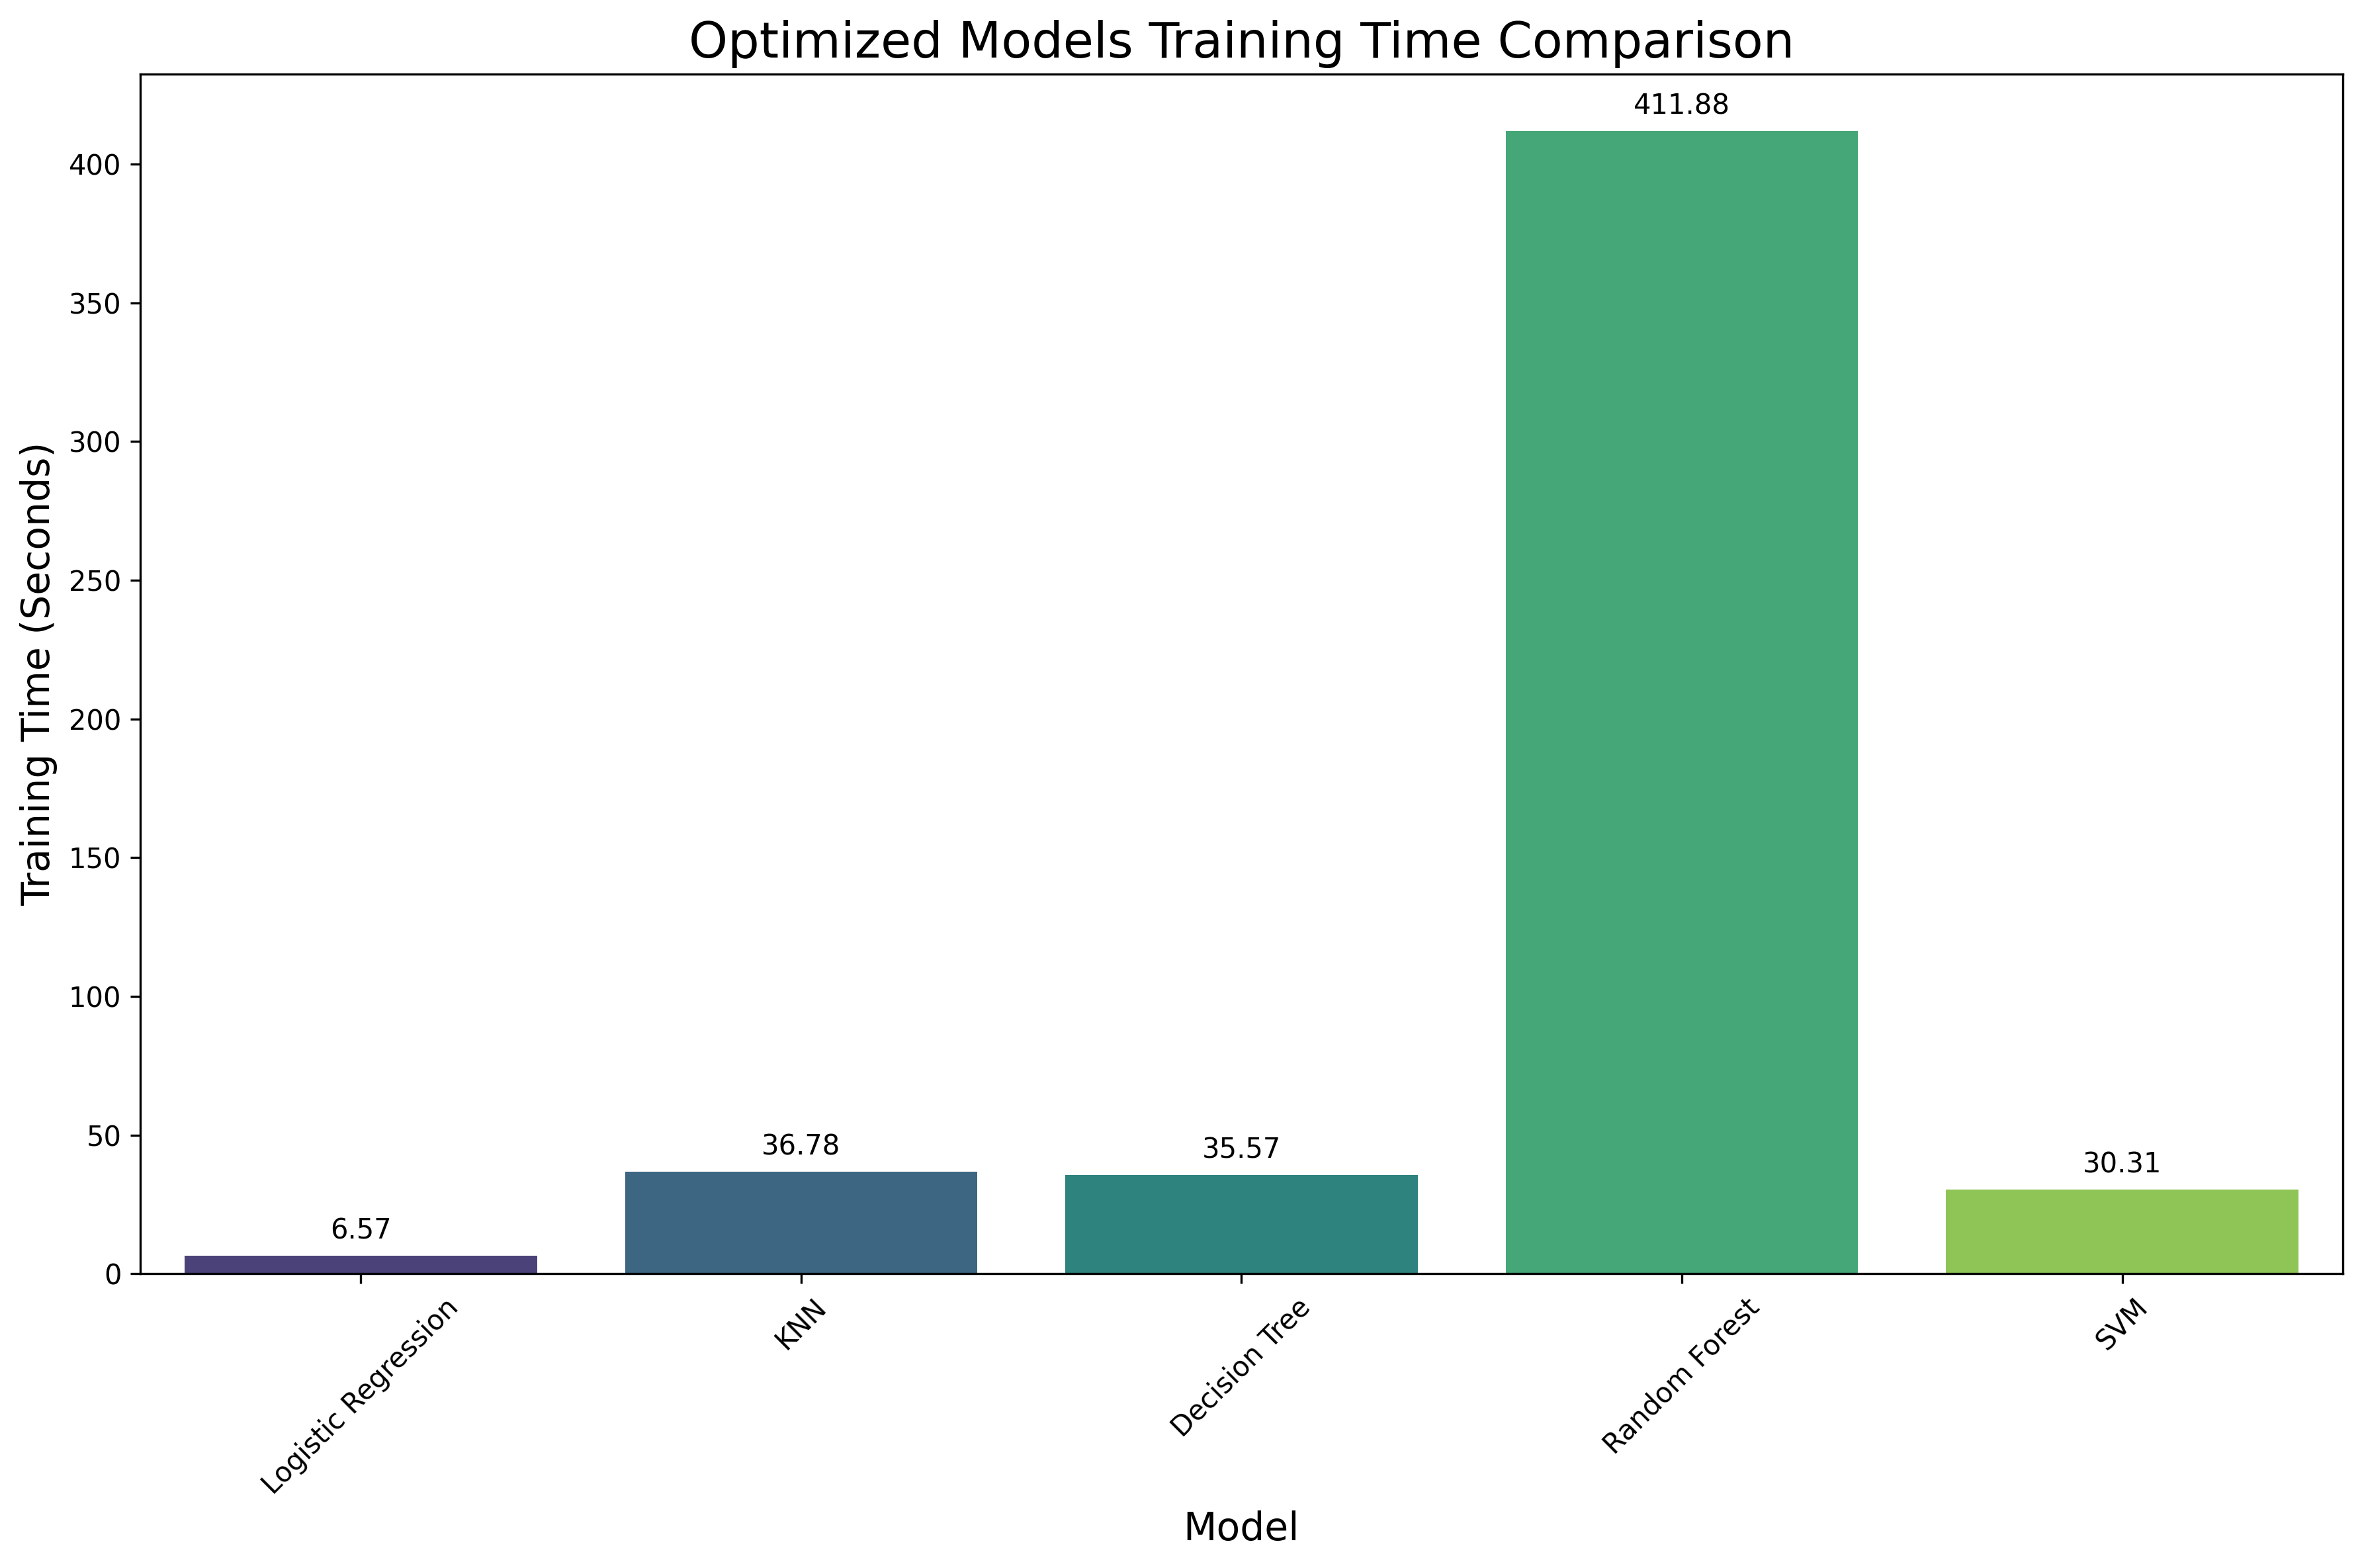 Optimized Models Training Time Comparison
Training Time (Seconds)
400
350
300
250
200
150
100
50
0
6.57
36.78
35.57
411.88
30.31
Logistic Regression
KNN
Decision Tree
Random Forest
SVM
Model